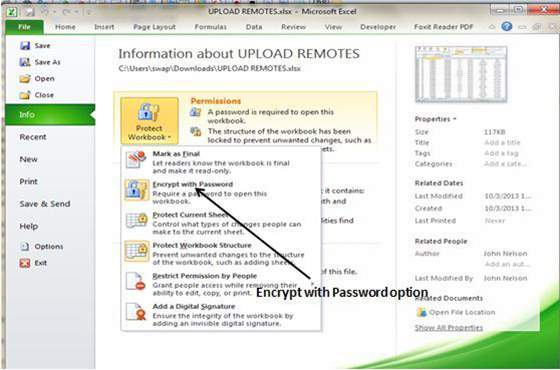 UPLOAD REMOTES.xlsx - Microsoft Excel
File Home Insert Page Layout Formulas Data Review View Developer Foxit Reader PDF
Save
Save As
Open
Close
Info
Recent
New
Print
Save & Send
Help
Options
Exit
Information about UPLOAD REMOTES
C:\Users\swap\Downloads\UPLOAD REMOTES.xlsx
Protect
Workbook
Permissions
A password is required to open this
workbook.
The structure of the workbook has been
locked to prevent unwanted changes, such as
Mark as Final
Let readers know the workbook is final
and make it read-only.
Encrypt with Password
Require a password to open this
workbook.
Protect Current Sheet
Control what types of changes people can
make to the current sheet.
Protect Workbook Structure
Prevent unwanted changes to the
structure of the workbook, such as adding sheets.
Restrict Permission by People
Grant people access while removing their
ability to edit, copy, or print.
Add a Digital Signature
Ensure the integrity of the workbook by
adding an invisible digital signature.
it contains:
and
ilities find
of this file.
Encrypt with Password option
Properties
Size 117KB
Title Add a title
Tags Add a tag
Categories Add a category
Related Dates
Last Modified 10/3/2013 1...
Created 10/3/2013 1...
Last Printed Never
Related People
Author John Nelson
Add an author
Last Modified By John Nelson
Related Documents
Open File Location
Show All Properties